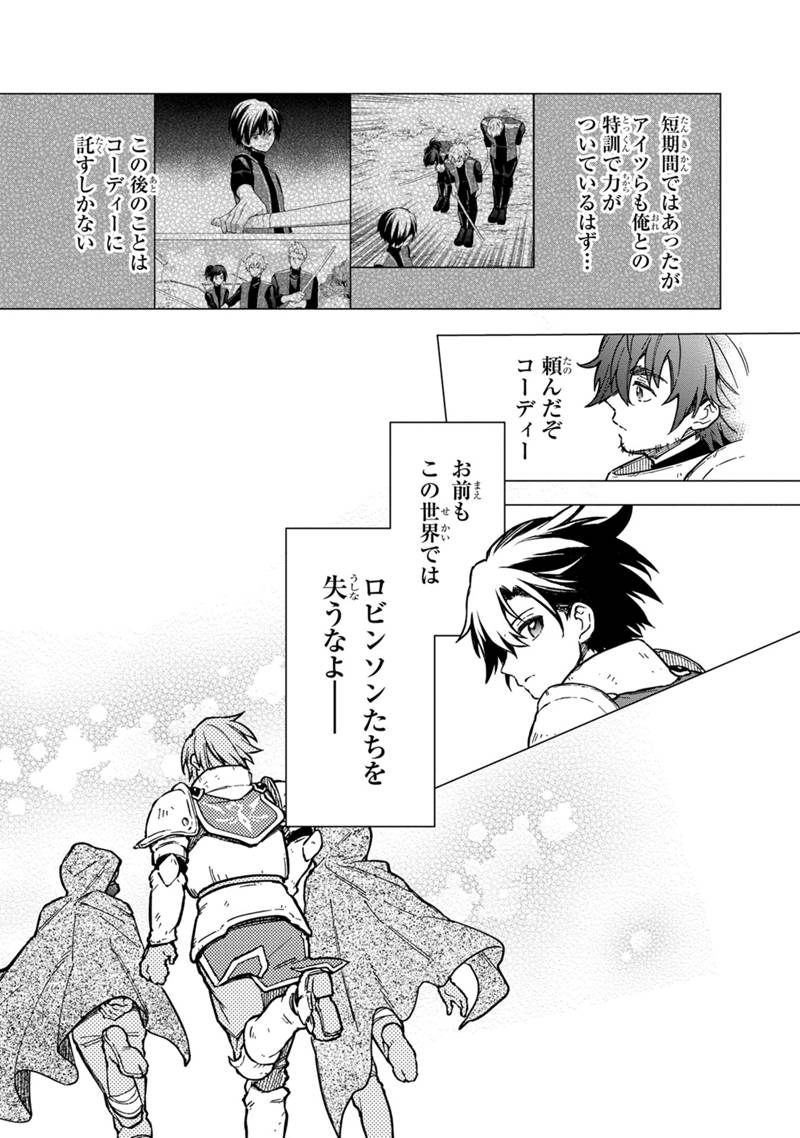 短期間ではあったが
アイツらも俺との
特訓で力が
ついているはず…
この後のことは
コーディーに
託すしかない
頼んだぞ
コーディー
お前も
この世界では
ロビンソンたちを
失うなよ――